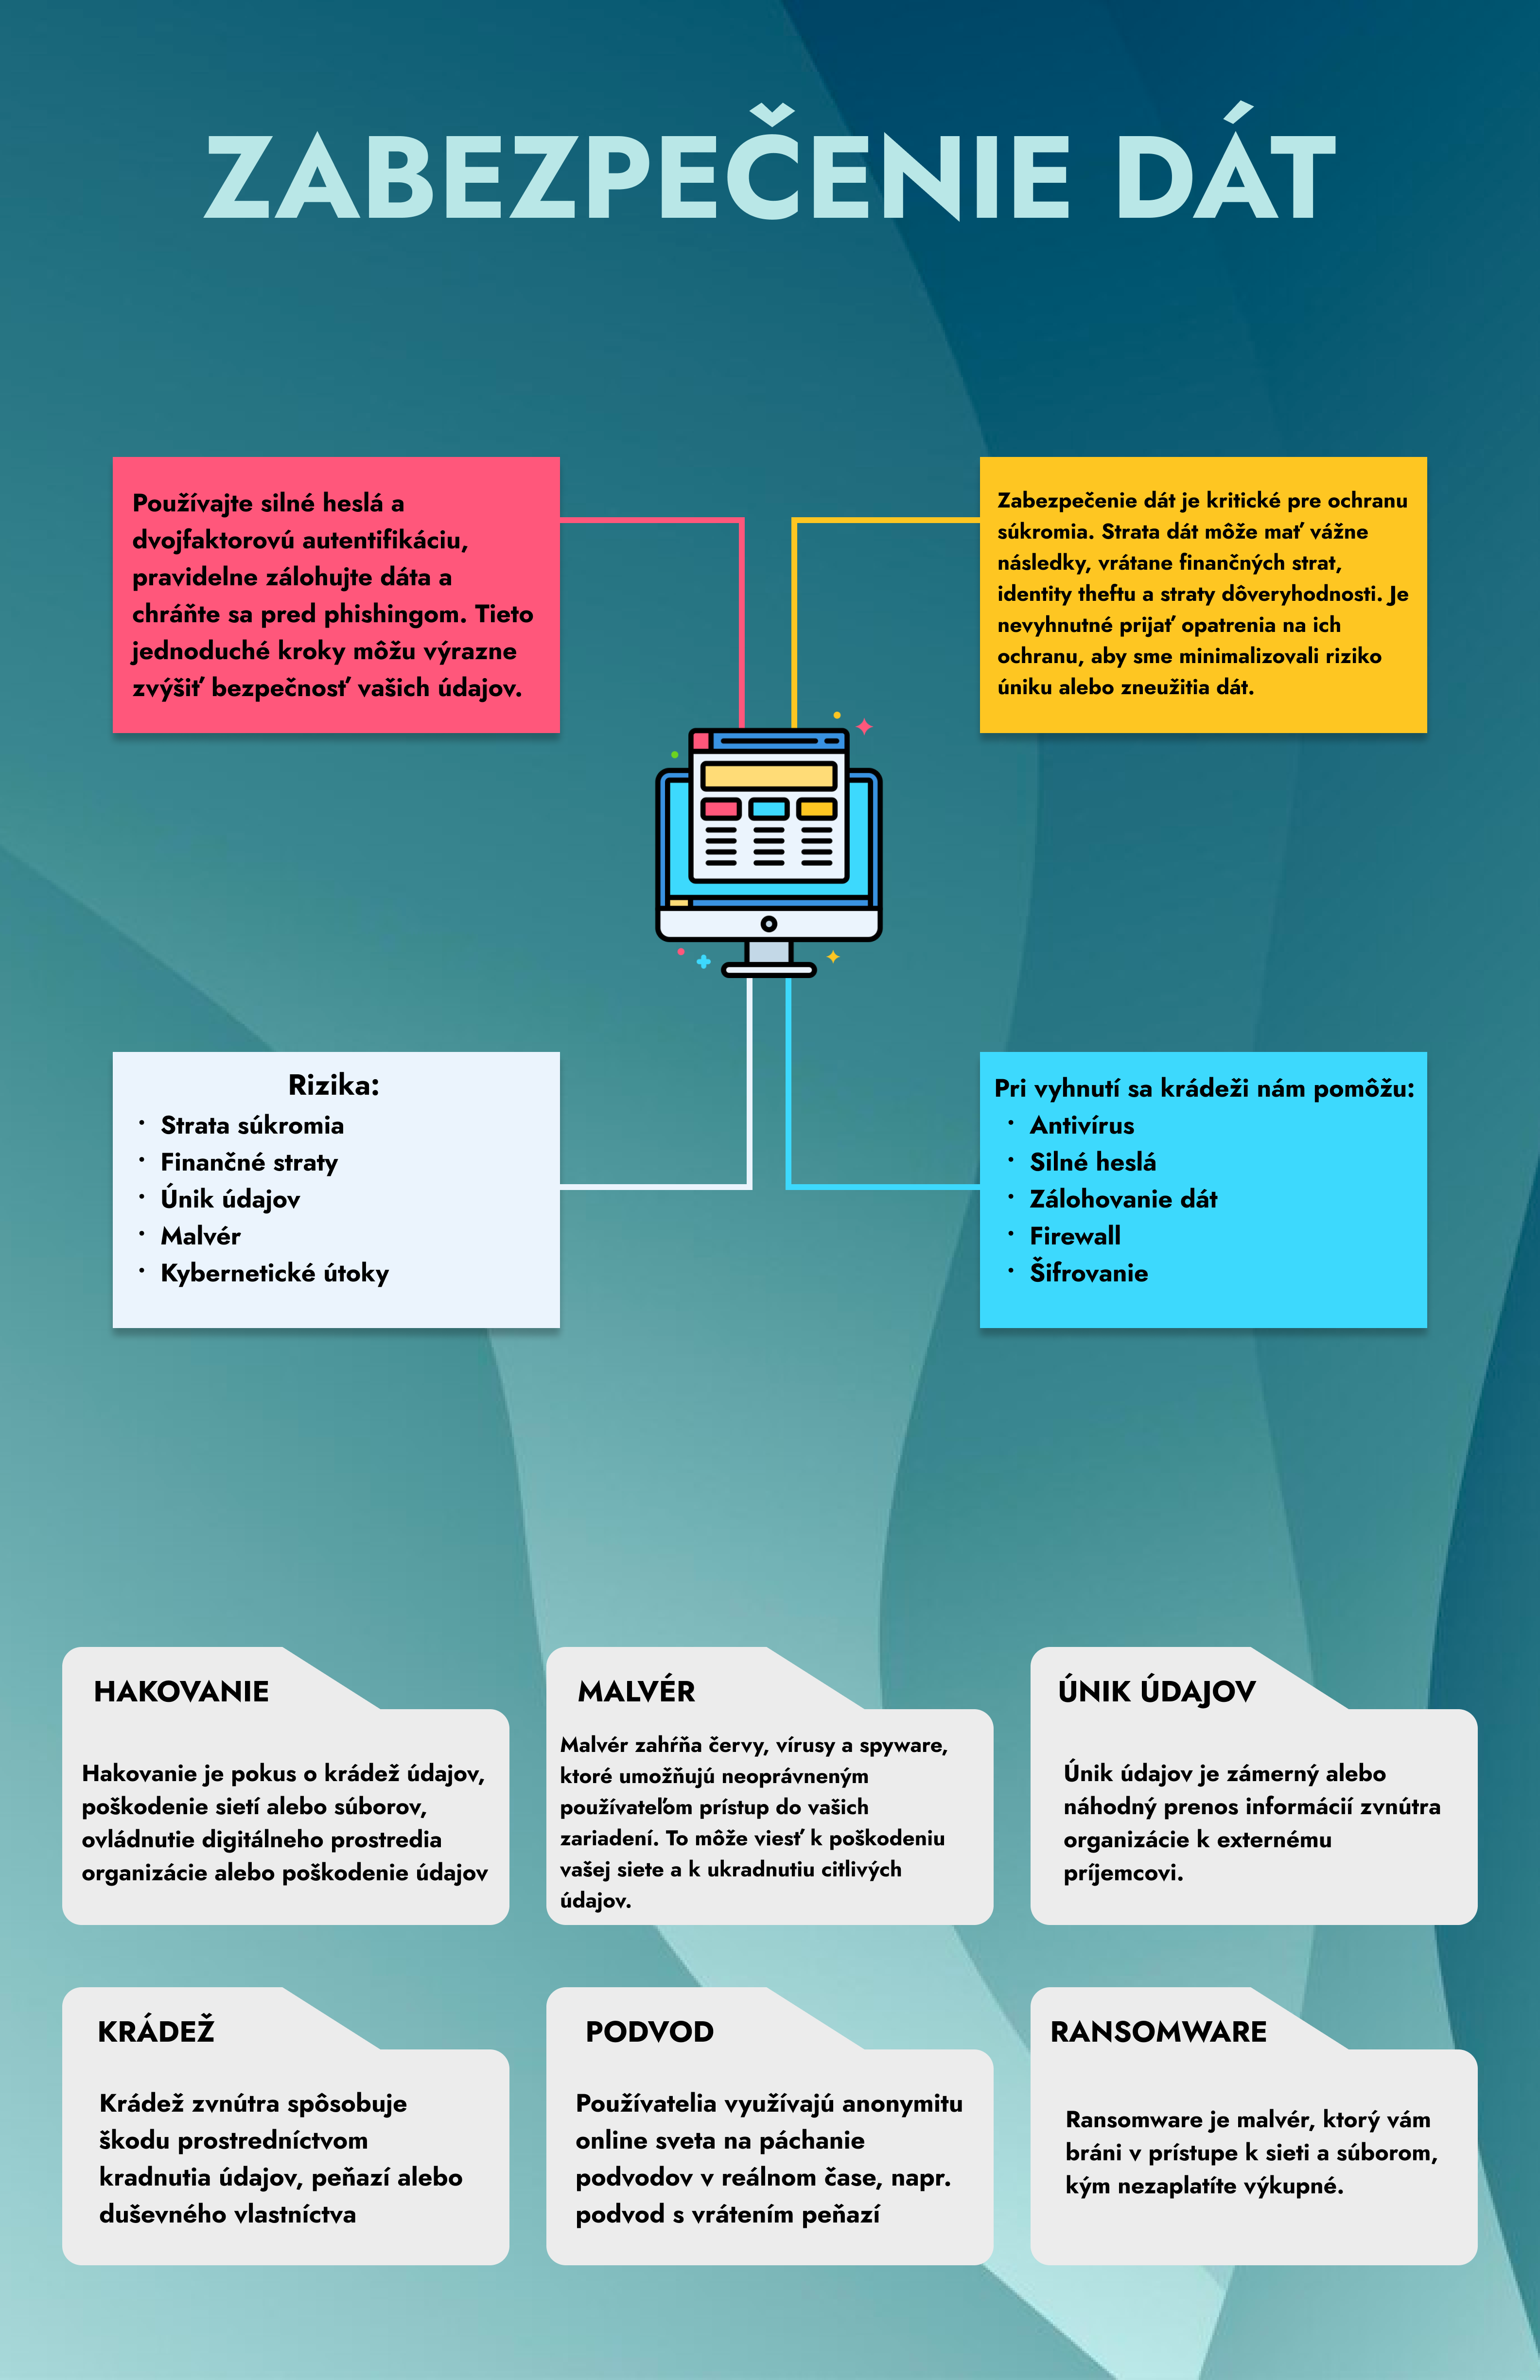 ZABEZPEČENIE DÁT
Používajte silné heslá a
dvojfaktorovú autentifikáciu,
pravidelne zálohujte dáta a
chráňte sa pred phishingom. Tieto
jednoduché kroky môžu výrazne
zvýšiť bezpečnosť vašich údajov.
Zabezpečenie dát je kritické pre ochranu
súkromia. Strata dát môže mať vážne
následky, vrátane finančných strat,
identity theftu a straty dôveryhodnosti. Je
nevyhnutné prijať opatrenia na ich
ochranu, aby sme minimalizovali riziko
úniku alebo zneužitia dát.
Rizika:
· Strata súkromia
· Finančné straty
· Únik údajov
· Malvér
· Kybernetické útoky
Pri vyhnutí sa krádeži nám pomôžu:
· Antivírus
· Silné heslá
· Zálohovanie dát
· Firewall
· Šifrovanie
HAKOVANIE
Hakovanie je pokus o krádež údajov,
poškodenie sietí alebo súborov,
ovládnutie digitálneho prostredia
organizácie alebo poškodenie údajov
MALVÉR
Malvér zahŕňa červy, vírusy a spyware,
ktoré umožňujú neoprávneným
používateľom prístup do vašich
zariadení. To môže viesť k poškodeniu
vašej siete a k ukradnutiu citlivých
údajov.
ÚNIK ÚDAJOV
Únik údajov je zámerný alebo
náhodný prenos informácií zvnútra
organizácie k externému
príjemcovi.
KRÁDEŽ
Krádež zvnútra spôsobuje
škodu prostredníctvom
kradnutia údajov, peňazí alebo
duševného vlastníctva
PODVOD
Používatelia využívajú anonymitu
online sveta na páchanie
podvodov v reálnom čase, napr.
podvod s vrátením peňazí
RANSOMWARE
Ransomware je malvér, ktorý vám
bráni v prístupe k sieti a súborom,
kým nezaplatíte výkupné.